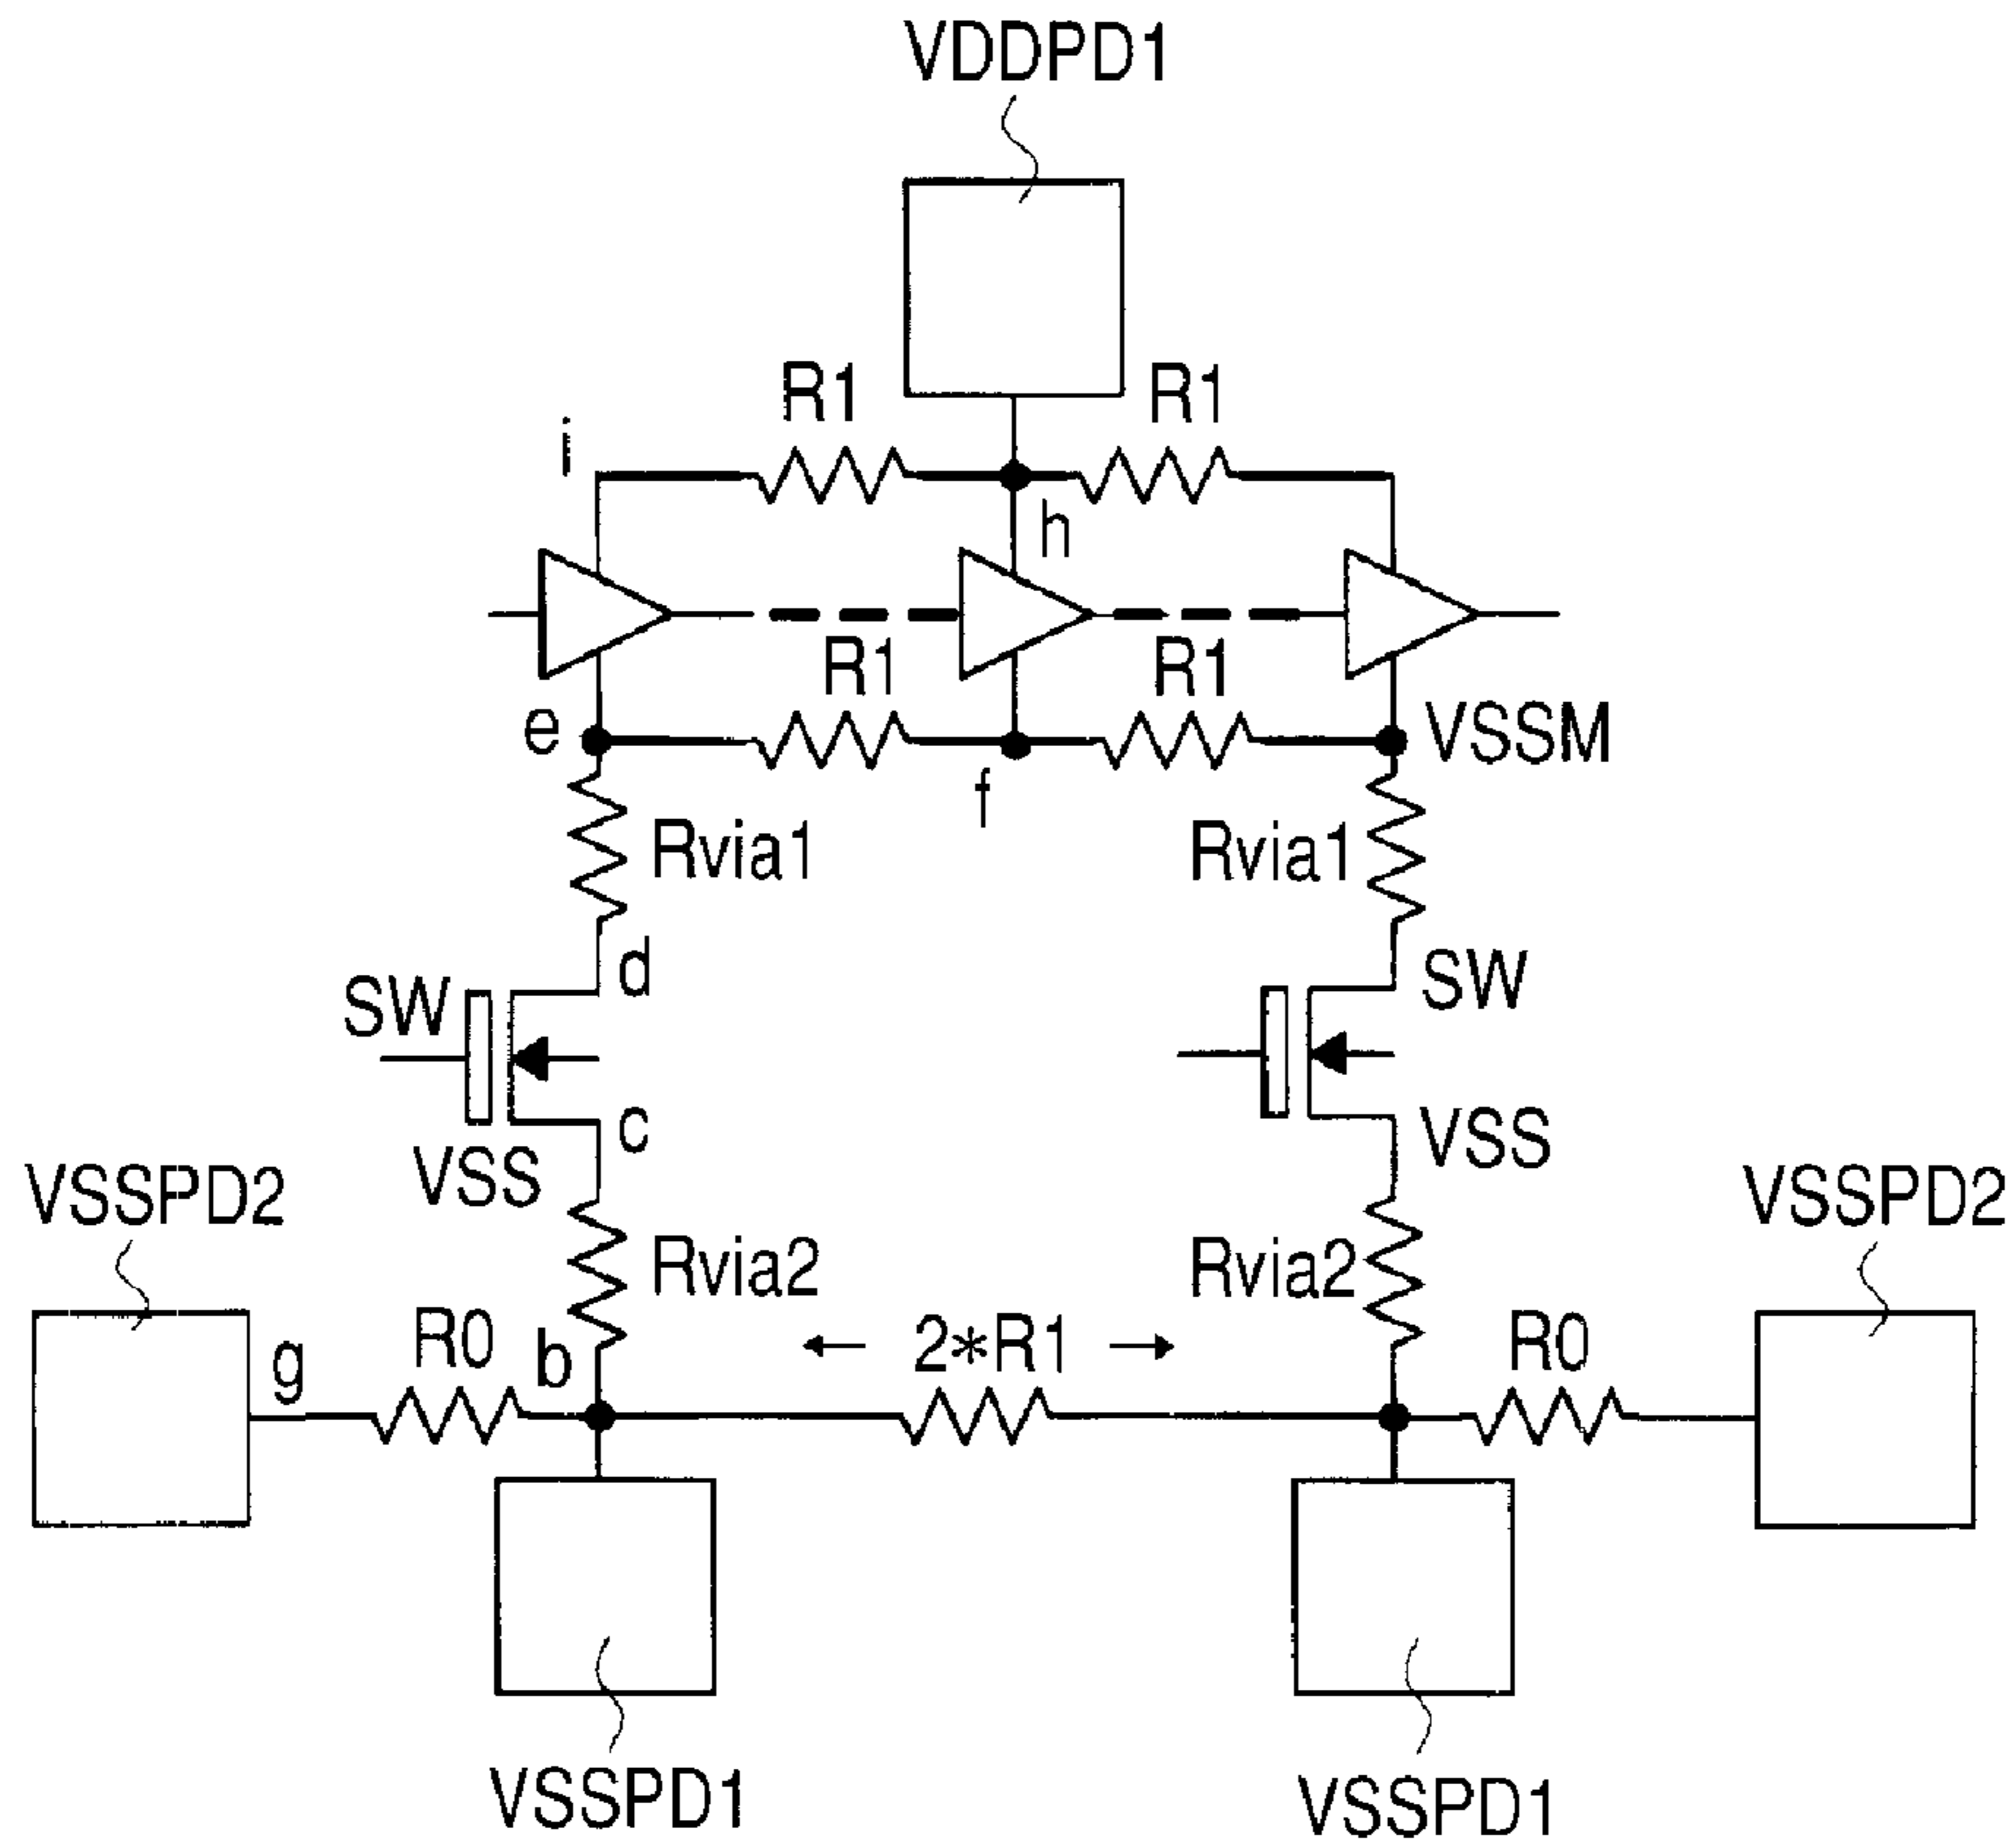 VDDPD1
R1
R1
i
h
R1
R1
e
VSSM
f
Rvia1
Rvia1
d
SW
SW
c
VSS
VSS
VSSPD2
VSSPD2
Rvia2
Rvia2
g
R0
b
2*R1
R0
VSSPD1
VSSPD1